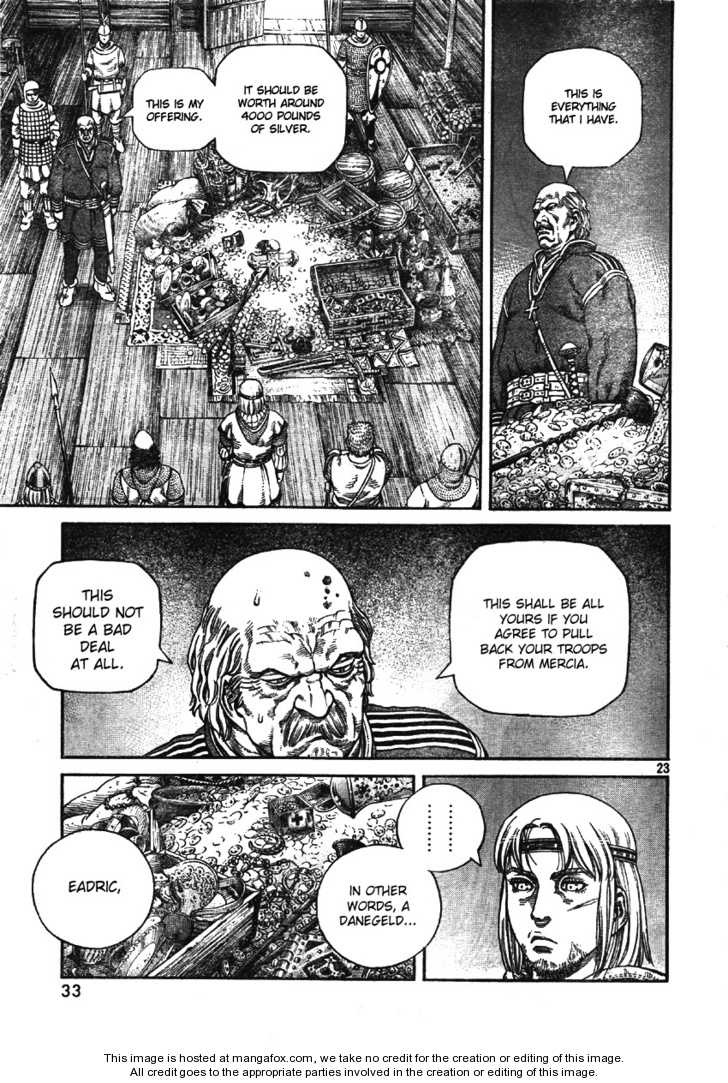 THIS IS
EVERYTHING
THAT I HAVE.
IT SHOULD BE
WORTH AROUND
4000 POUNDS
OF SILVER.
THIS IS MY
OFFERING.
THIS SHALL BE ALL
YOURS IF YOU
AGREE TO PULL
BACK YOUR TROOPS
FROM MERCIA.
THIS
SHOULD NOT
BE A BAD
DEAL
AT ALL.
23
............
IN OTHER
WORDS, A
DANEGELD...
EADRIC,
33
This image is hosted at mangafox.com, we take no credit for the creation or editing of this image.
All credit goes to the appropriate parties involved in the creation or editing of this image.